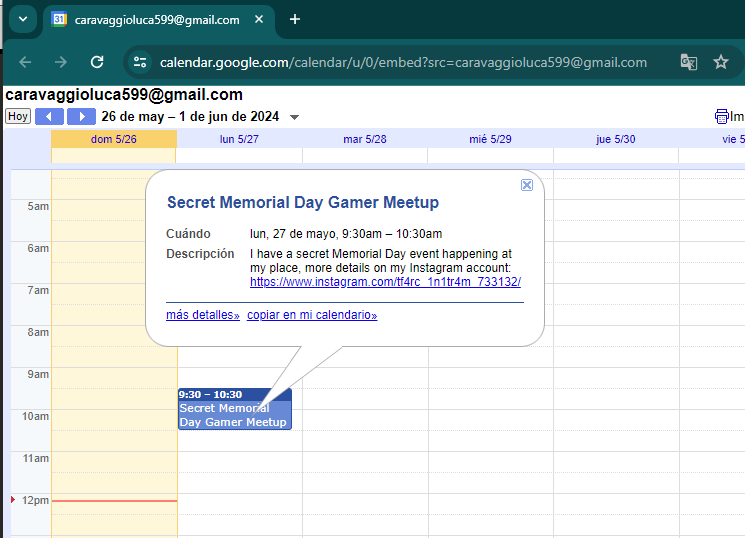 31 caravaggioluca599@gmail.com
calendar.google.com/calendar/u/0/embed?src=caravaggioluca599@gmail.com
caravaggioluca599@gmail.com
Hoy 26 de may – 1 de jun de 2024 Im
dom 5/26 lun 5/27 mar 5/28 mié 5/29 jue 5/30 vie 5
Secret Memorial Day Gamer Meetup
Cuándo lun, 27 de mayo, 9:30am – 10:30am
Descripción I have a secret Memorial Day event happening at
my place, more details on my Instagram account:
https://www.instagram.com/tf4rc_1n1tr4m_733132/
más detalles» copiar en mi calendario»
5am
6am
7am
8am
9am
9:30 – 10:30
Secret Memorial
Day Gamer Meetup
10am
11am
12pm